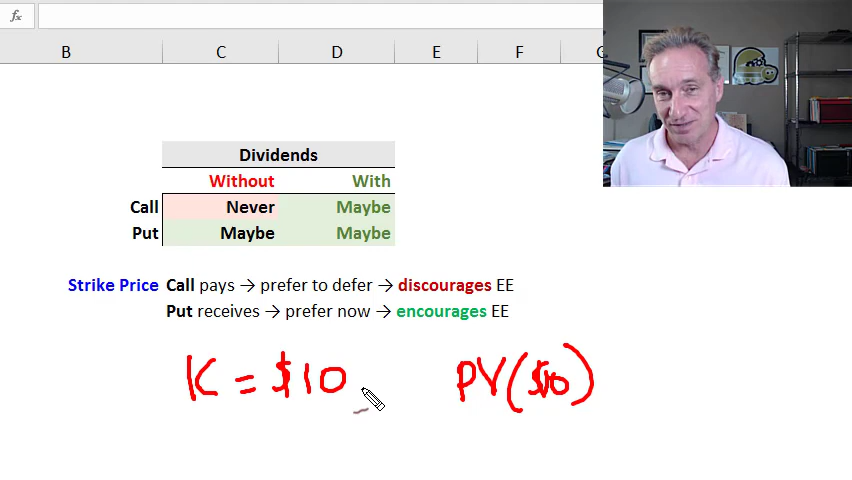 fx
B C D E F G
Dividends
Without With
Call Never Maybe
Put Maybe Maybe
Strike Price Call pays → prefer to defer → discourages EE
Put receives → prefer now → encourages EE
K = $10 PV($10)